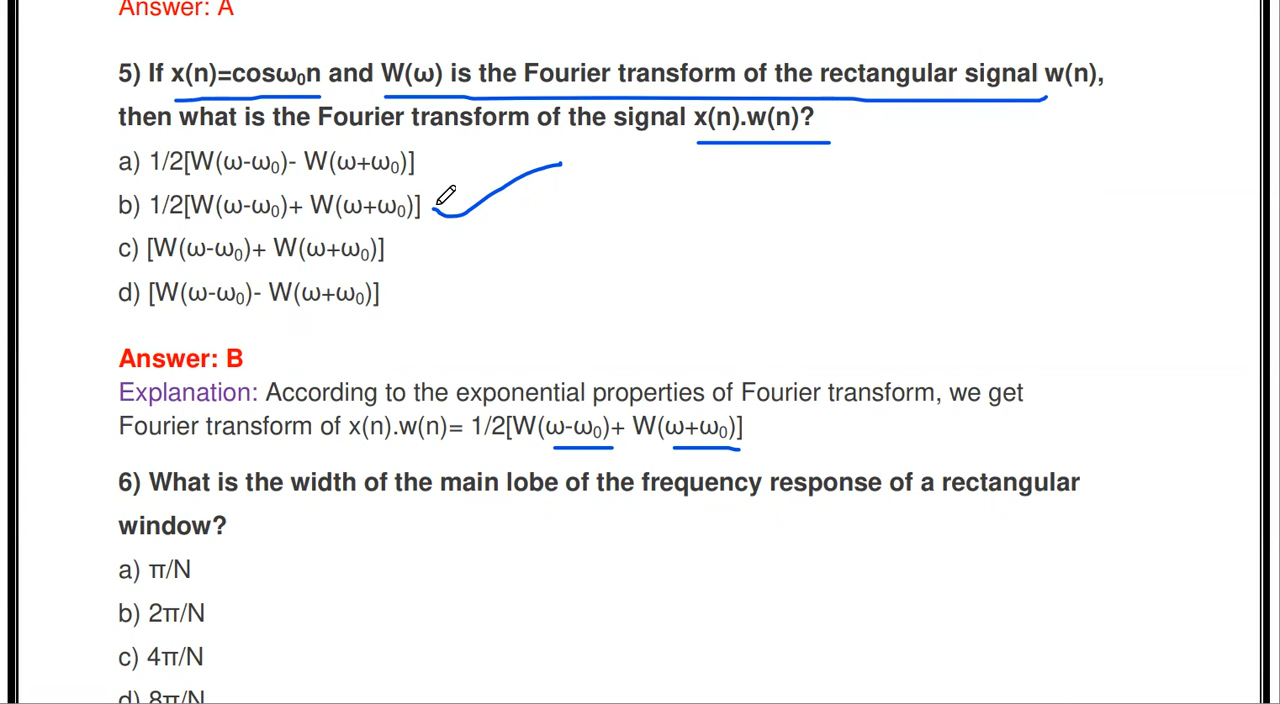 Answer: A
5) If x(n)=cosω₀n and W(ω) is the Fourier transform of the rectangular signal w(n),
then what is the Fourier transform of the signal x(n).w(n)?
a) 1/2[W(ω-ω₀)- W(ω+ω₀)]
b) 1/2[W(ω-ω₀)+ W(ω+ω₀)]
c) [W(ω-ω₀)+ W(ω+ω₀)]
d) [W(ω-ω₀)- W(ω+ω₀)]
Answer: B
Explanation: According to the exponential properties of Fourier transform, we get
Fourier transform of x(n).w(n)= 1/2[W(ω-ω₀)+ W(ω+ω₀)]
6) What is the width of the main lobe of the frequency response of a rectangular
window?
a) π/N
b) 2π/N
c) 4π/N
d) 8π/N